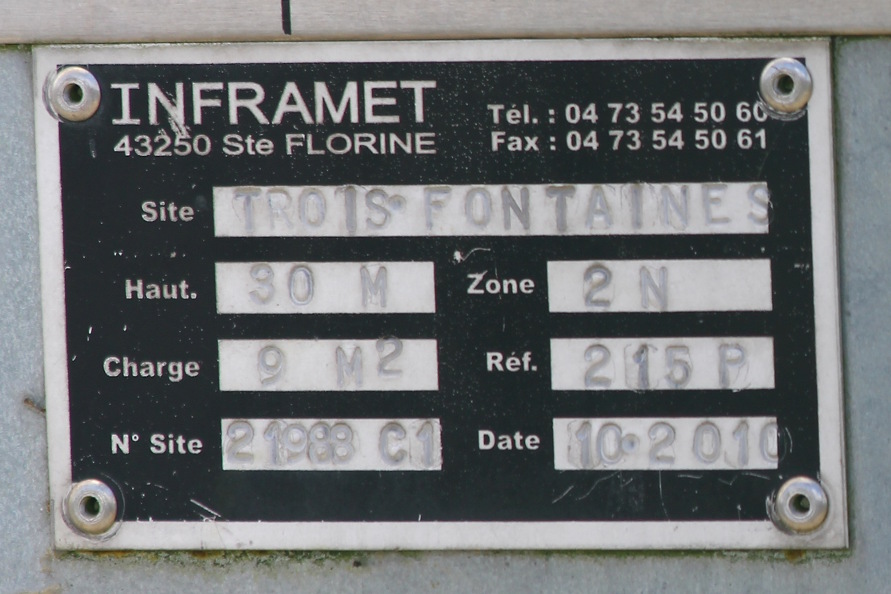 INFRAMET
43250 Ste FLORINE
Tél. : 04 73 54 50 60
Fax : 04 73 54 50 61
Site TROIS·FONTAINES
Haut. 30 M Zone 2 N
Charge 9 M2 Réf. 215 P
N° Site 21988 C1 Date 10·2010